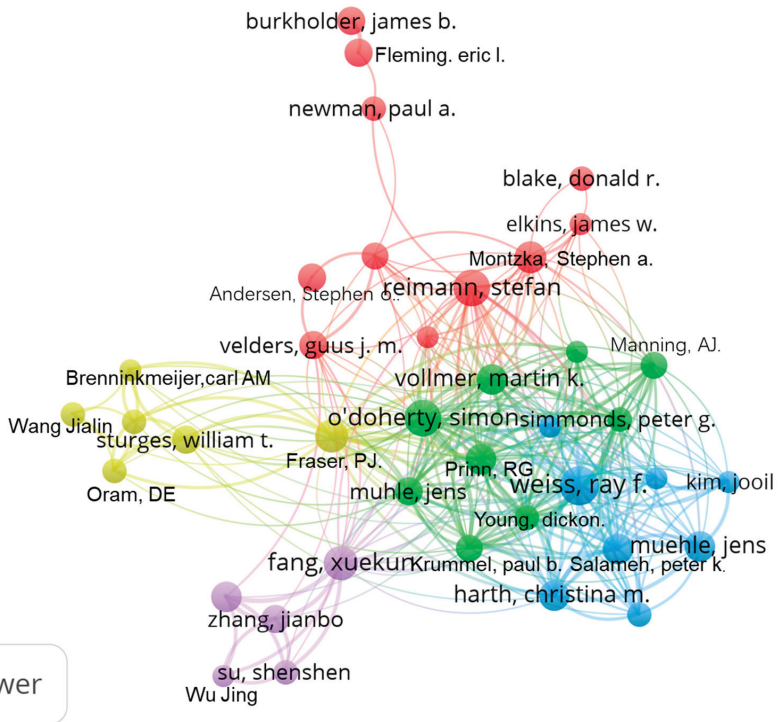 burkholder, james b.
Fleming. eric l.
newman, paul a.
blake, donald r.
elkins, james w.
Montzka, Stephen a.
reimann, stefan
Andersen, Stephen o..
velders, guus j. m.
Manning, AJ.
vollmer, martin k.
Brenninkmeijer,carl AM
o'doherty, simon
simmonds, peter g.
Wang Jialin
sturges, william t.
Fraser, PJ.
Prinn, RG
weiss, ray f.
kim, jooil
Oram, DE
muhle, jens
Young, dickon.
muehle, jens
fang, xuekun
Krummel, paul b.
Salameh, peter k.
harth, christina m.
zhang, jianbo
su, shenshen
Wu Jing
wer